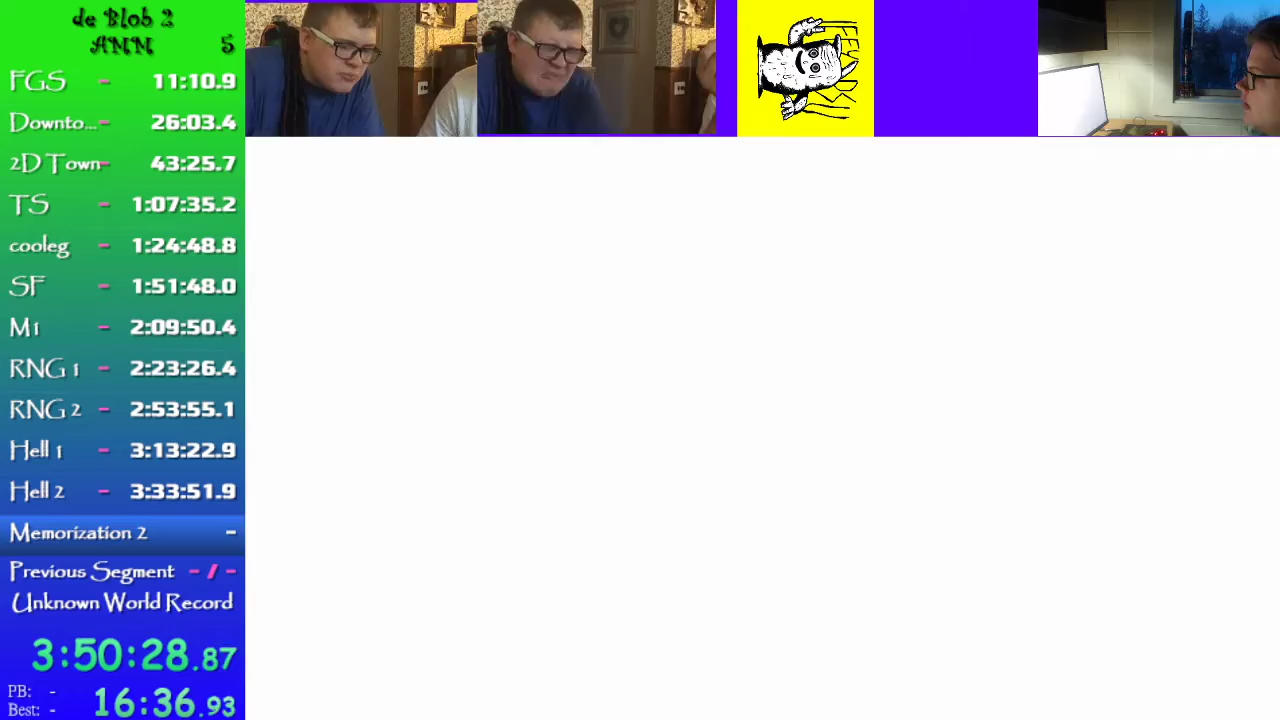 de Blob 2
ANN 5
FGS - 11:10.9
Downto... - 26:03.4
2D Town - 43:25.7
TS - 1:07:35.2
cooleg - 1:24:48.8
SF - 1:51:48.0
M1 - 2:09:50.4
RNG 1 - 2:23:26.4
RNG 2 - 2:53:55.1
Hell 1 - 3:13:22.9
Hell 2 - 3:33:51.9
Memorization 2 -
Previous Segment - / -
Unknown World Record
3:50:28.87
PB: -
Best: - 16:36.93